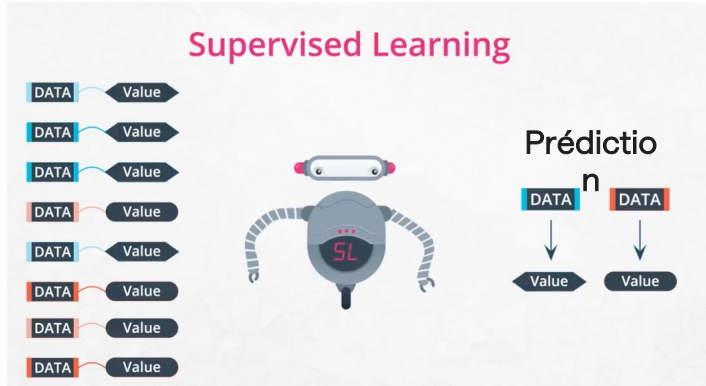 Supervised Learning
DATA Value
DATA Value
DATA Value
DATA Value
DATA Value
DATA Value
DATA Value
DATA Value
SL
Prédictio
n
DATA DATA
Value Value